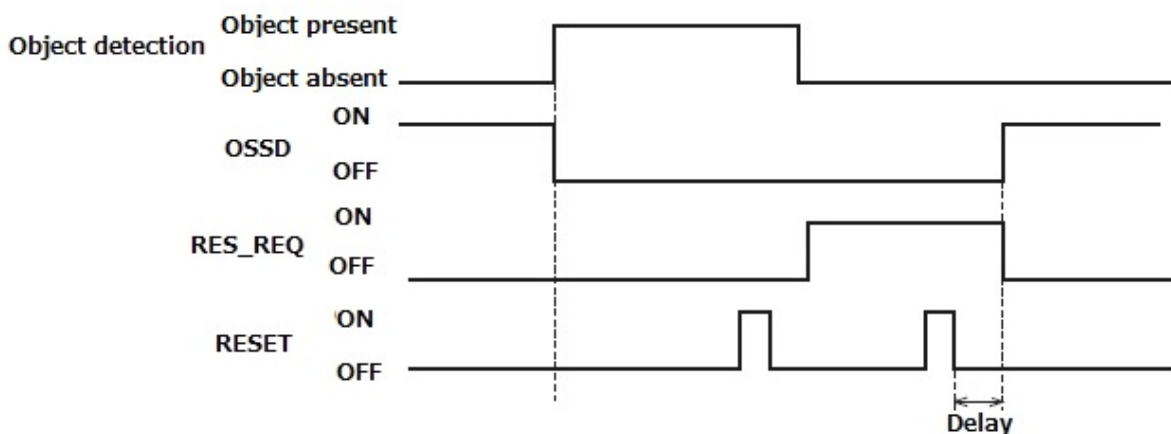 Object detection
Object present
Object absent
OSSD
ON
OFF
RES_REQ
ON
OFF
RESET
ON
OFF
Delay